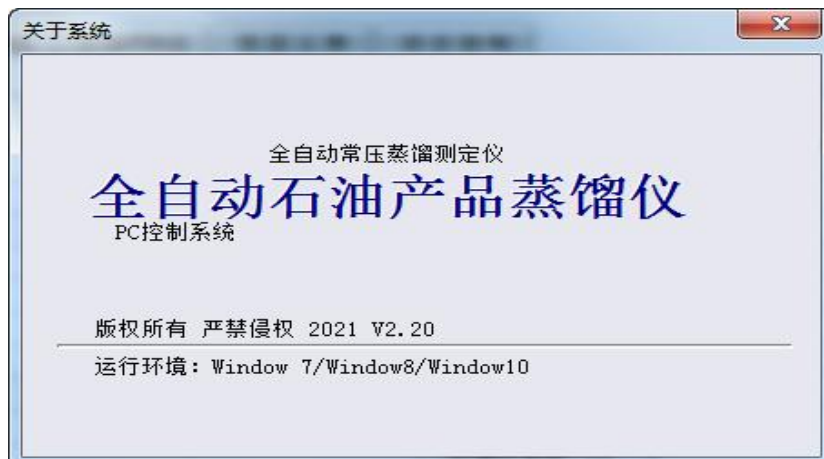 关于系统
全自动常压蒸馏测定仪
全自动石油产品蒸馏仪
PC控制系统
版权所有 严禁侵权 2021 V2.20
运行环境：Window 7/Window8/Window10